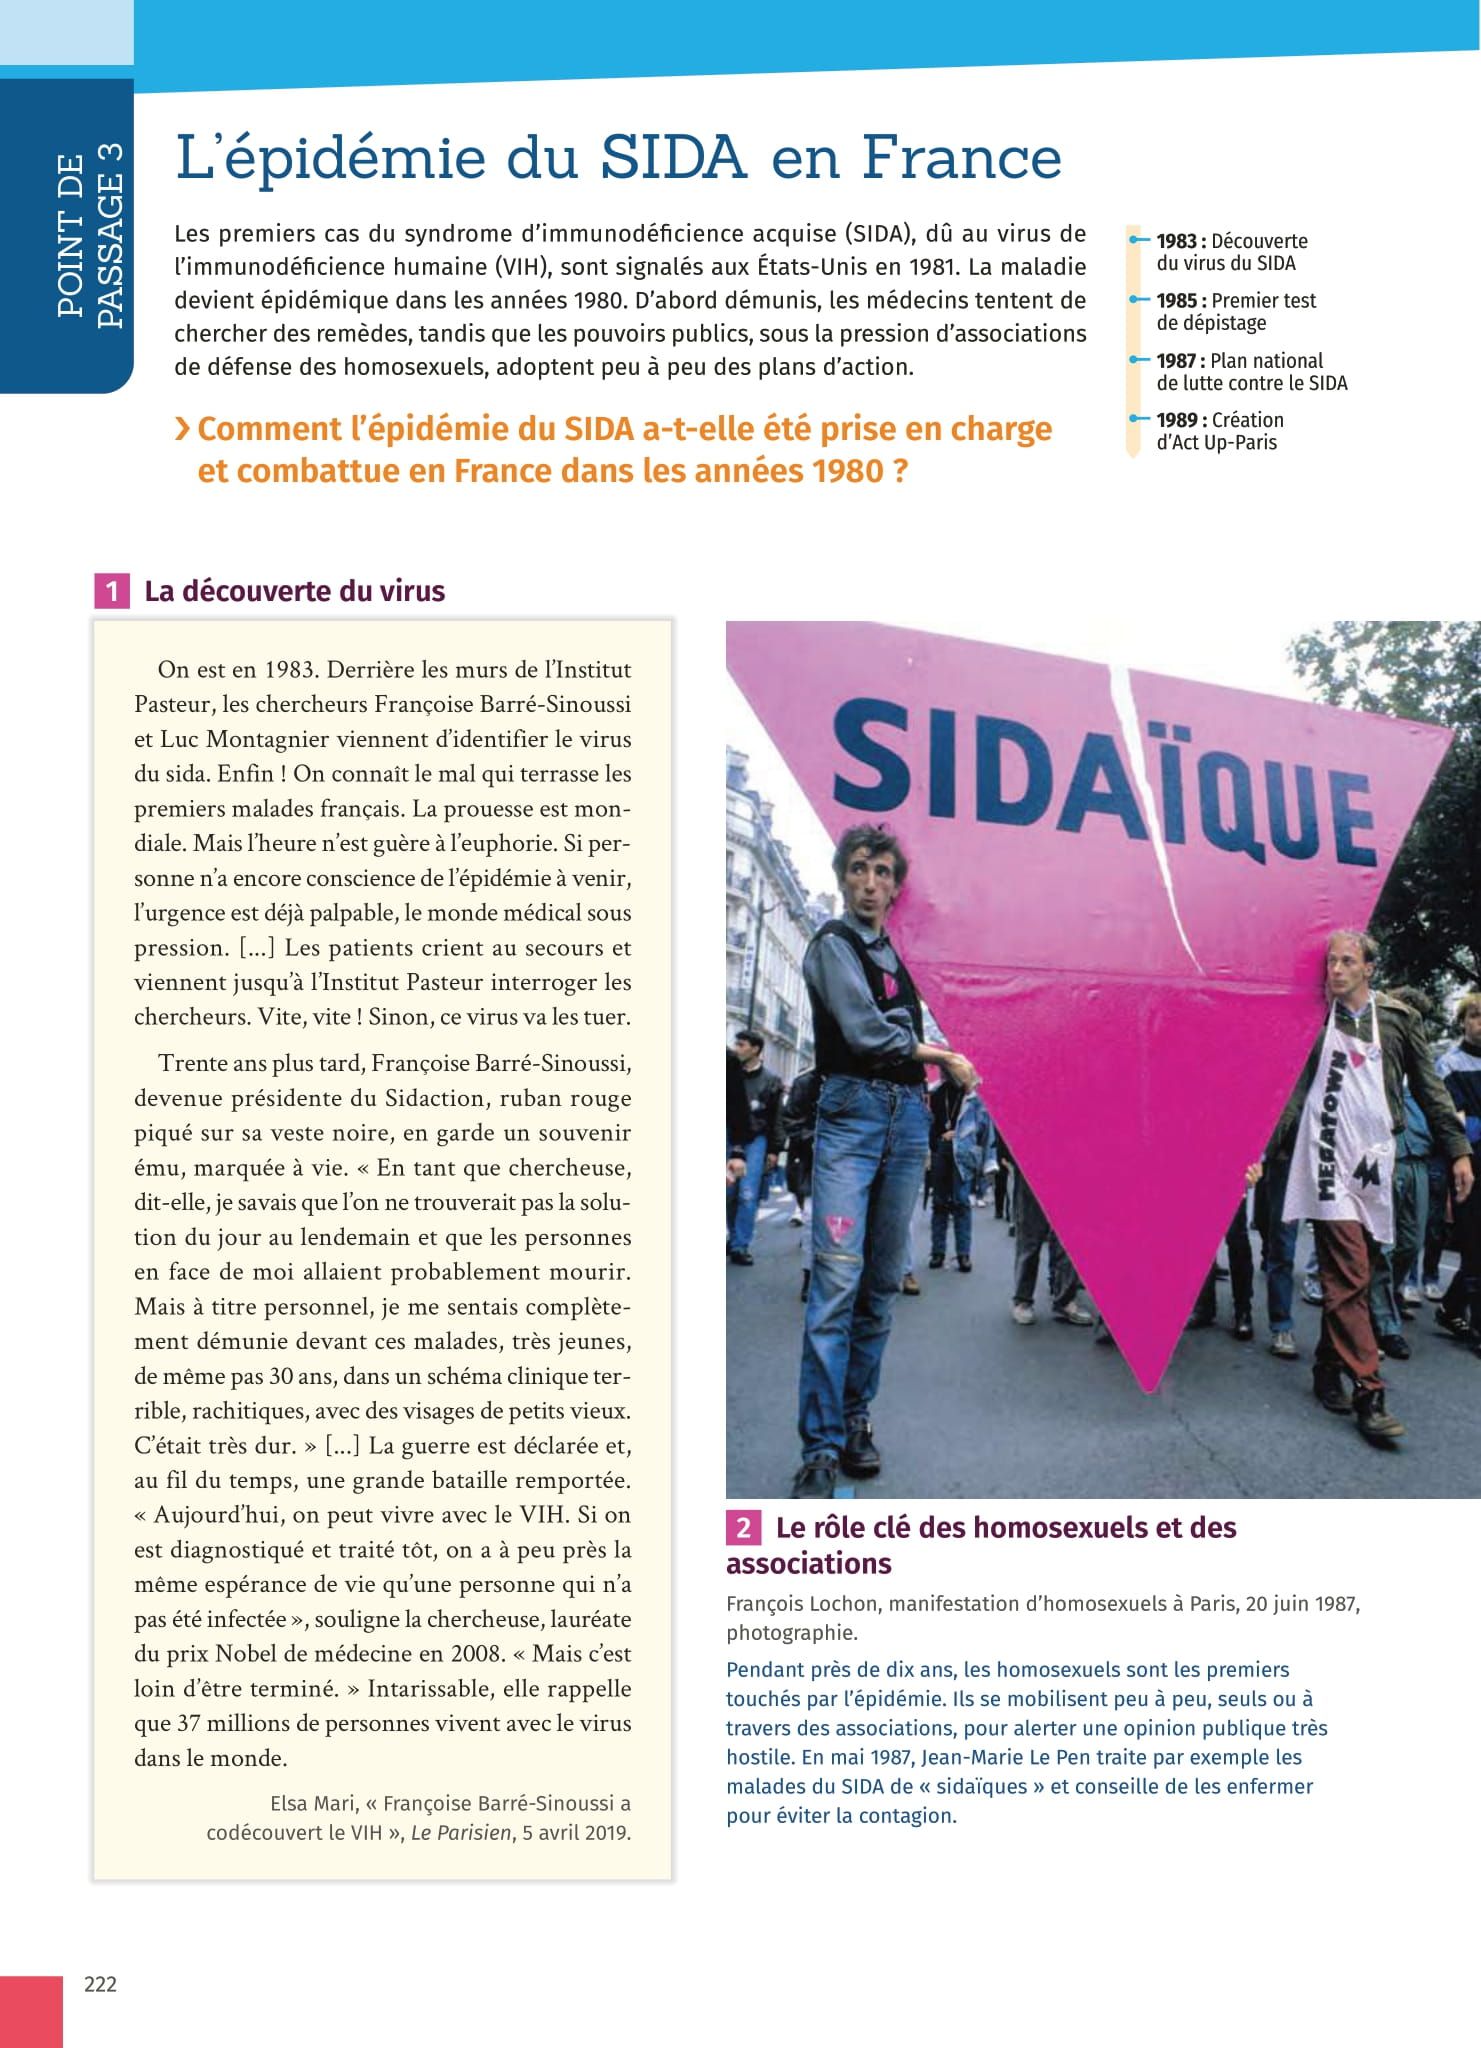 POINT DE
PASSAGE 3
L’épidémie du SIDA en France
Les premiers cas du syndrome d’immunodéficience acquise (SIDA), dû au virus de
l’immunodéficience humaine (VIH), sont signalés aux États-Unis en 1981. La maladie
devient épidémique dans les années 1980. D’abord démunis, les médecins tentent de
chercher des remèdes, tandis que les pouvoirs publics, sous la pression d’associations
de défense des homosexuels, adoptent peu à peu des plans d’action.
› Comment l’épidémie du SIDA a-t-elle été prise en charge
et combattue en France dans les années 1980 ?
1983 : Découverte
du virus du SIDA
1985 : Premier test
de dépistage
1987 : Plan national
de lutte contre le SIDA
1989 : Création
d’Act Up-Paris
1 La découverte du virus
On est en 1983. Derrière les murs de l’Institut
Pasteur, les chercheurs Françoise Barré-Sinoussi
et Luc Montagnier viennent d’identifier le virus
du sida. Enfin ! On connaît le mal qui terrasse les
premiers malades français. La prouesse est mon-
diale. Mais l’heure n’est guère à l’euphorie. Si per-
sonne n’a encore conscience de l’épidémie à venir,
l’urgence est déjà palpable, le monde médical sous
pression. [...] Les patients crient au secours et
viennent jusqu’à l’Institut Pasteur interroger les
chercheurs. Vite, vite ! Sinon, ce virus va les tuer.
Trente ans plus tard, Françoise Barré-Sinoussi,
devenue présidente du Sidaction, ruban rouge
piqué sur sa veste noire, en garde un souvenir
ému, marquée à vie. « En tant que chercheuse,
dit-elle, je savais que l’on ne trouverait pas la solu-
tion du jour au lendemain et que les personnes
en face de moi allaient probablement mourir.
Mais à titre personnel, je me sentais complète-
ment démunie devant ces malades, très jeunes,
de même pas 30 ans, dans un schéma clinique ter-
rible, rachitiques, avec des visages de petits vieux.
C’était très dur. » [...] La guerre est déclarée et,
au fil du temps, une grande bataille remportée.
« Aujourd’hui, on peut vivre avec le VIH. Si on
est diagnostiqué et traité tôt, on a à peu près la
même espérance de vie qu’une personne qui n’a
pas été infectée », souligne la chercheuse, lauréate
du prix Nobel de médecine en 2008. « Mais c’est
loin d’être terminé. » Intarissable, elle rappelle
que 37 millions de personnes vivent avec le virus
dans le monde.
Elsa Mari, « Françoise Barré-Sinoussi a
codécouvert le VIH », Le Parisien, 5 avril 2019.
SIDAÏQUE
MEGATOWN
2 Le rôle clé des homosexuels et des
associations
François Lochon, manifestation d’homosexuels à Paris, 20 juin 1987,
photographie.
Pendant près de dix ans, les homosexuels sont les premiers
touchés par l’épidémie. Ils se mobilisent peu à peu, seuls ou à
travers des associations, pour alerter une opinion publique très
hostile. En mai 1987, Jean-Marie Le Pen traite par exemple les
malades du SIDA de « sidaïques » et conseille de les enfermer
pour éviter la contagion.
222